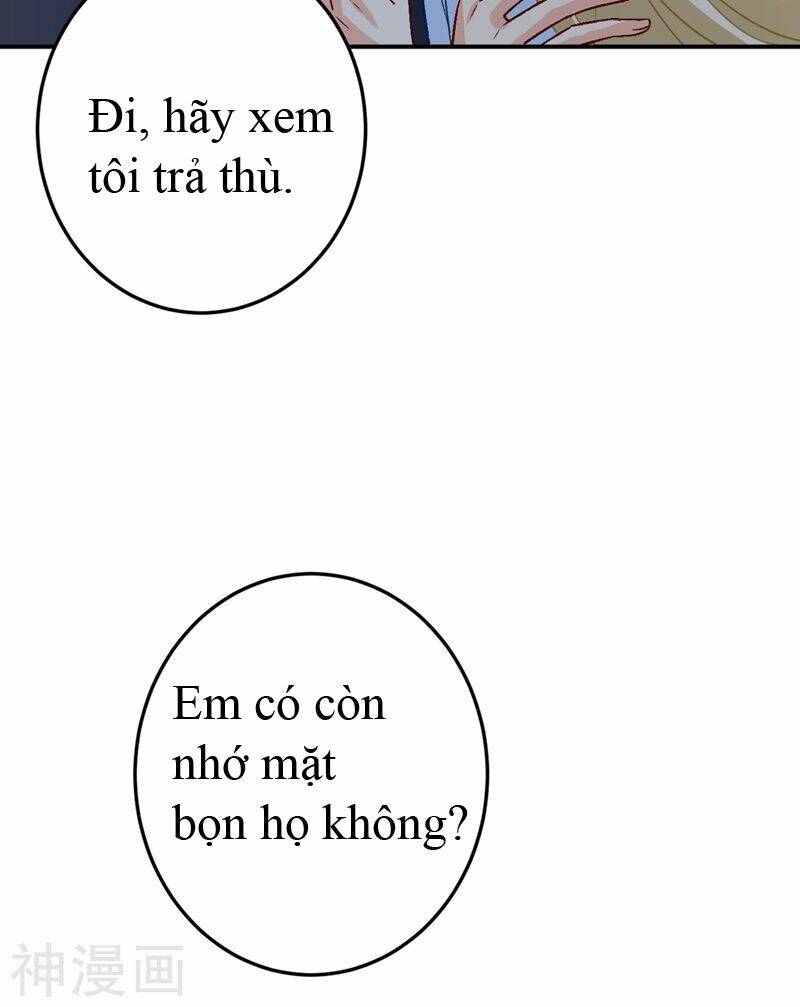 Đi, hãy xem
tôi trả thù.
Em có còn
nhớ mặt
bọn họ không?
神漫画